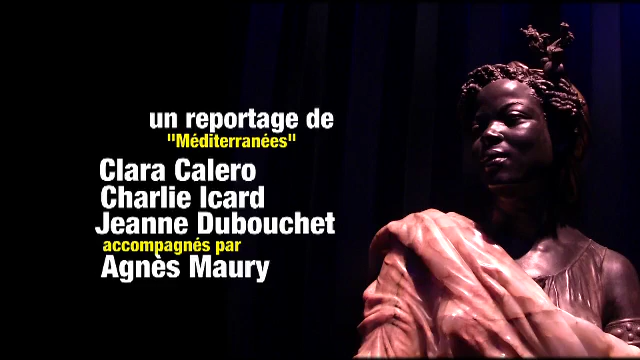 un reportage de
"Méditerranées"
Clara Calero
Charlie Icard
Jeanne Dubouchet
accompagnés par
Agnès Maury